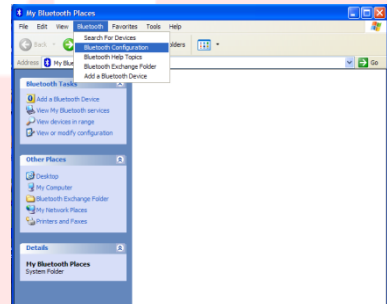 My Bluetooth Places
File Edit View Bluetooth Favorites Tools Help
Back
Search For Devices
Bluetooth Configuration
Bluetooth Help Topics
Bluetooth Exchange Folder
Add a Bluetooth Device
Address My Blue
Go
Bluetooth Tasks
Add a Bluetooth Device
View My Bluetooth services
View devices in range
View or modify configuration
Other Places
Desktop
My Computer
Bluetooth Exchange Folder
My Network Places
Printers and Faxes
Details
My Bluetooth Places
System Folder